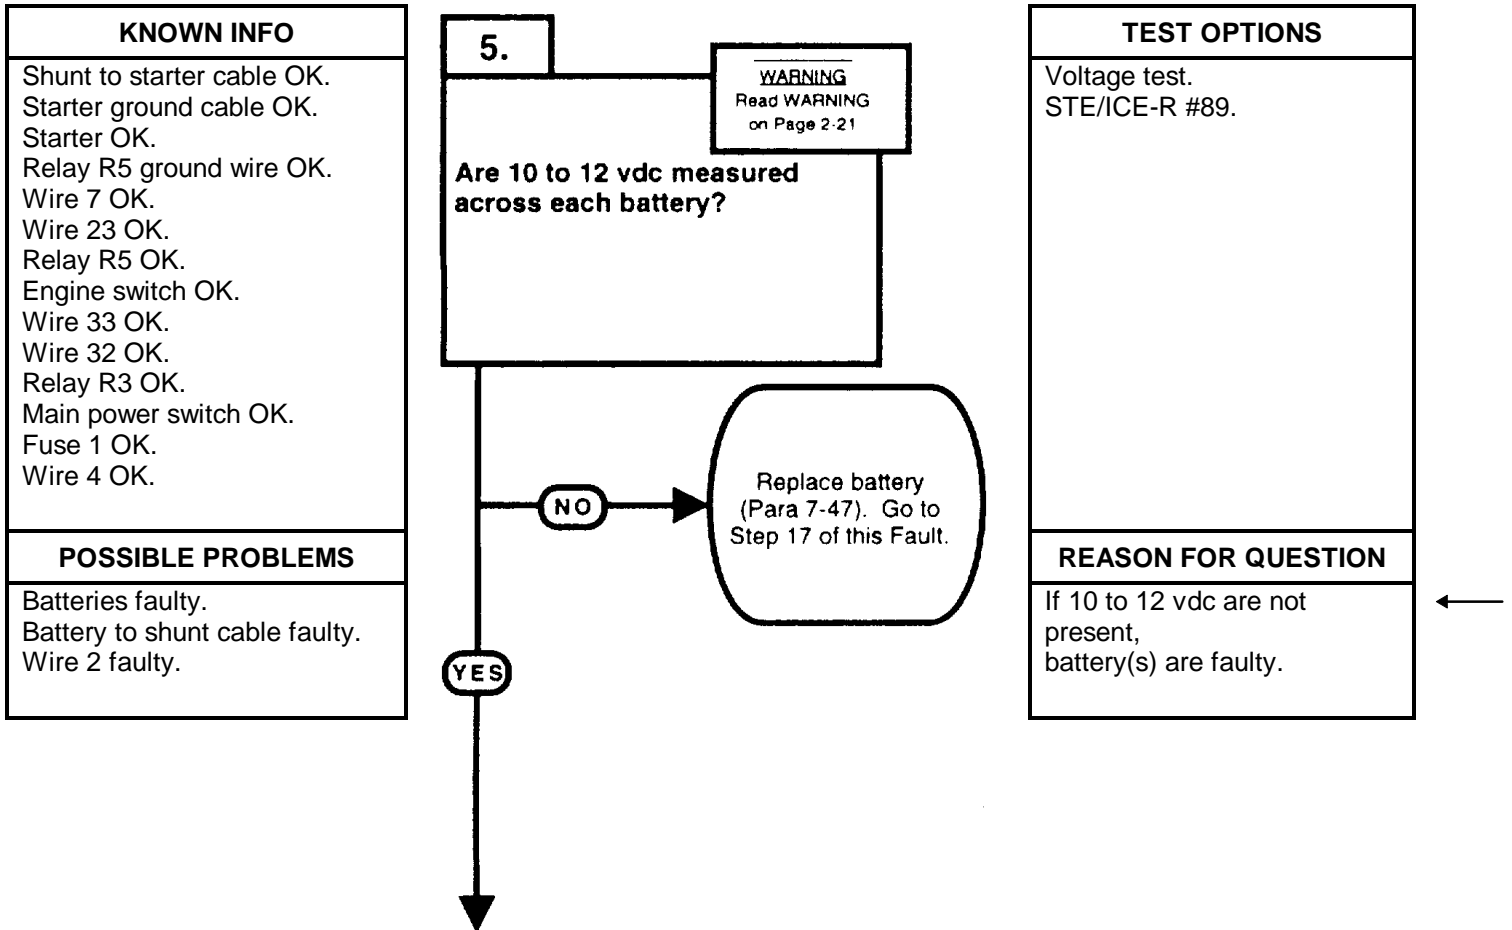 KNOWN INFO
Shunt to starter cable OK.
Starter ground cable OK.
Starter OK.
Relay R5 ground wire OK.
Wire 7 OK.
Wire 23 OK.
Relay R5 OK.
Engine switch OK.
Wire 33 OK.
Wire 32 OK.
Relay R3 OK.
Main power switch OK.
Fuse 1 OK.
Wire 4 OK.
POSSIBLE PROBLEMS
Batteries faulty.
Battery to shunt cable faulty.
Wire 2 faulty.
5.
WARNING
Read WARNING
on Page 2-21
Are 10 to 12 vdc measured
across each battery?
NO
Replace battery
(Para 7-47). Go to
Step 17 of this Fault.
YES
TEST OPTIONS
Voltage test.
STE/ICE-R #89.
REASON FOR QUESTION
If 10 to 12 vdc are not
present,
battery(s) are faulty.